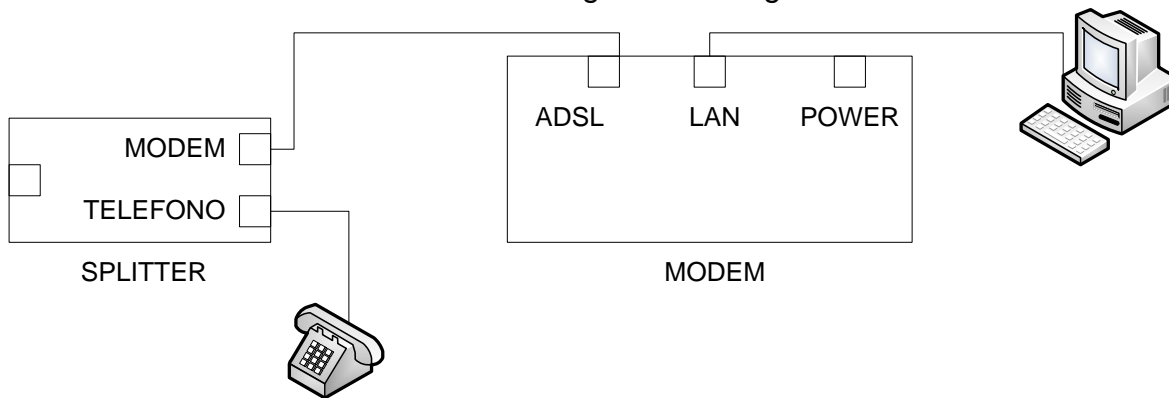 ADSL LAN POWER
MODEM
TELEFONO
SPLITTER
MODEM